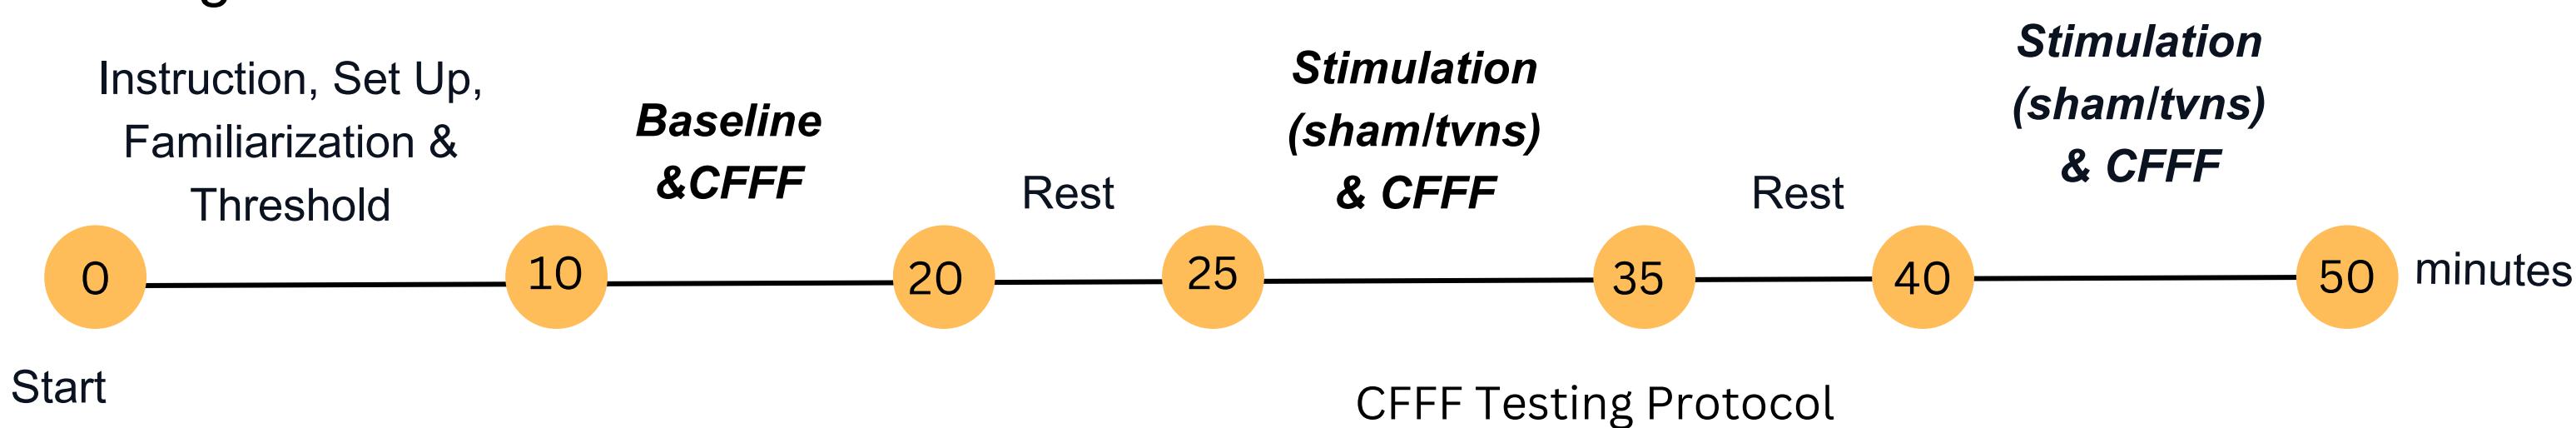 Instruction, Set Up,
Familiarization &
Threshold
Baseline
&CFFF
Rest
Stimulation
(sham/tvns)
& CFFF
Rest
Stimulation
(sham/tvns)
& CFFF
0
10
20
25
35
40
50
minutes
Start
CFFF Testing Protocol